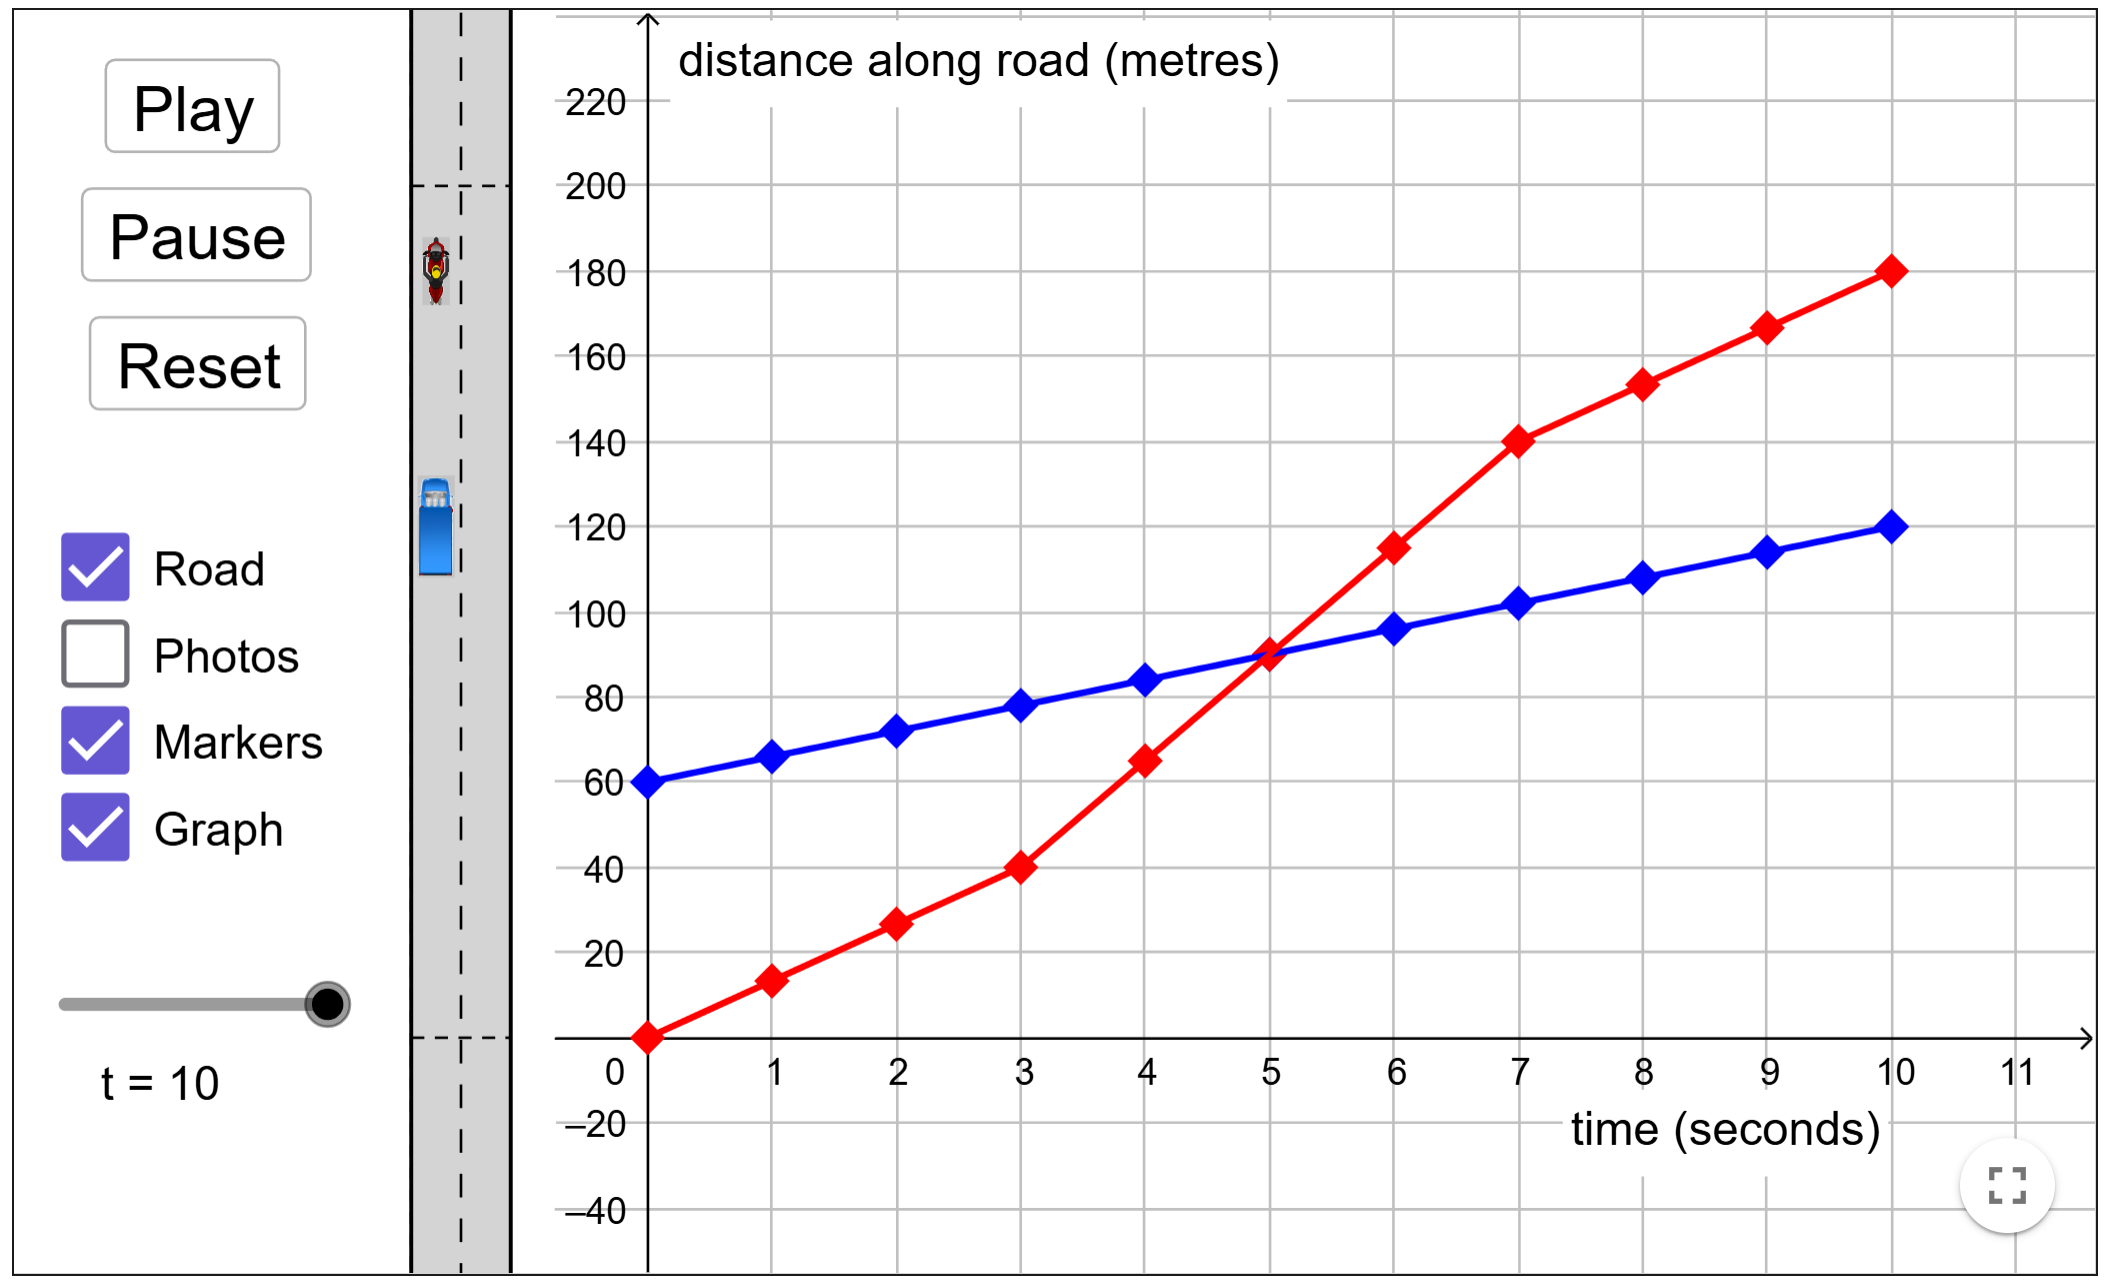 Play
Pause
Reset
Road
Photos
Markers
Graph
t = 10
distance along road (metres)
220
200
180
160
140
120
100
80
60
40
20
0 1 2 3 4 5 6 7 8 9 10 11
–20
time (seconds)
–40